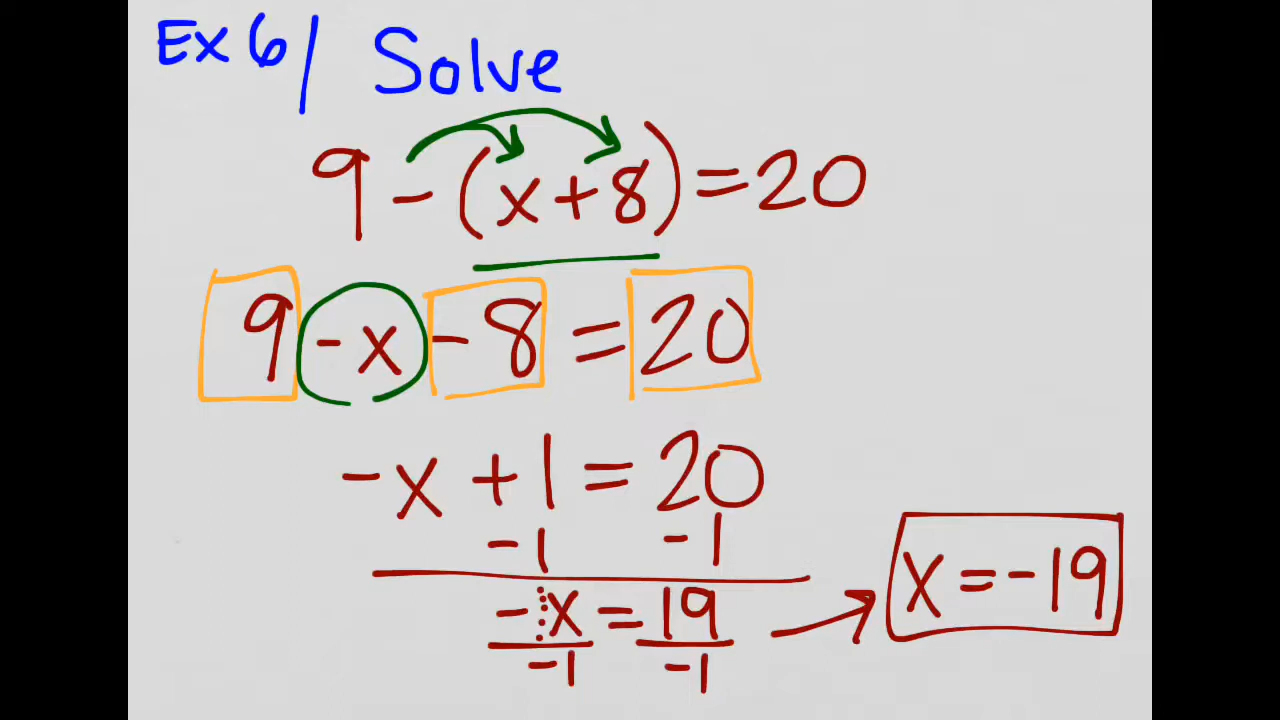 Ex 6/ Solve
9 - (x + 8) = 20
9 - x - 8 = 20
-x + 1 = 20
-1 -1
-x = 19
-1 -1
x = -19